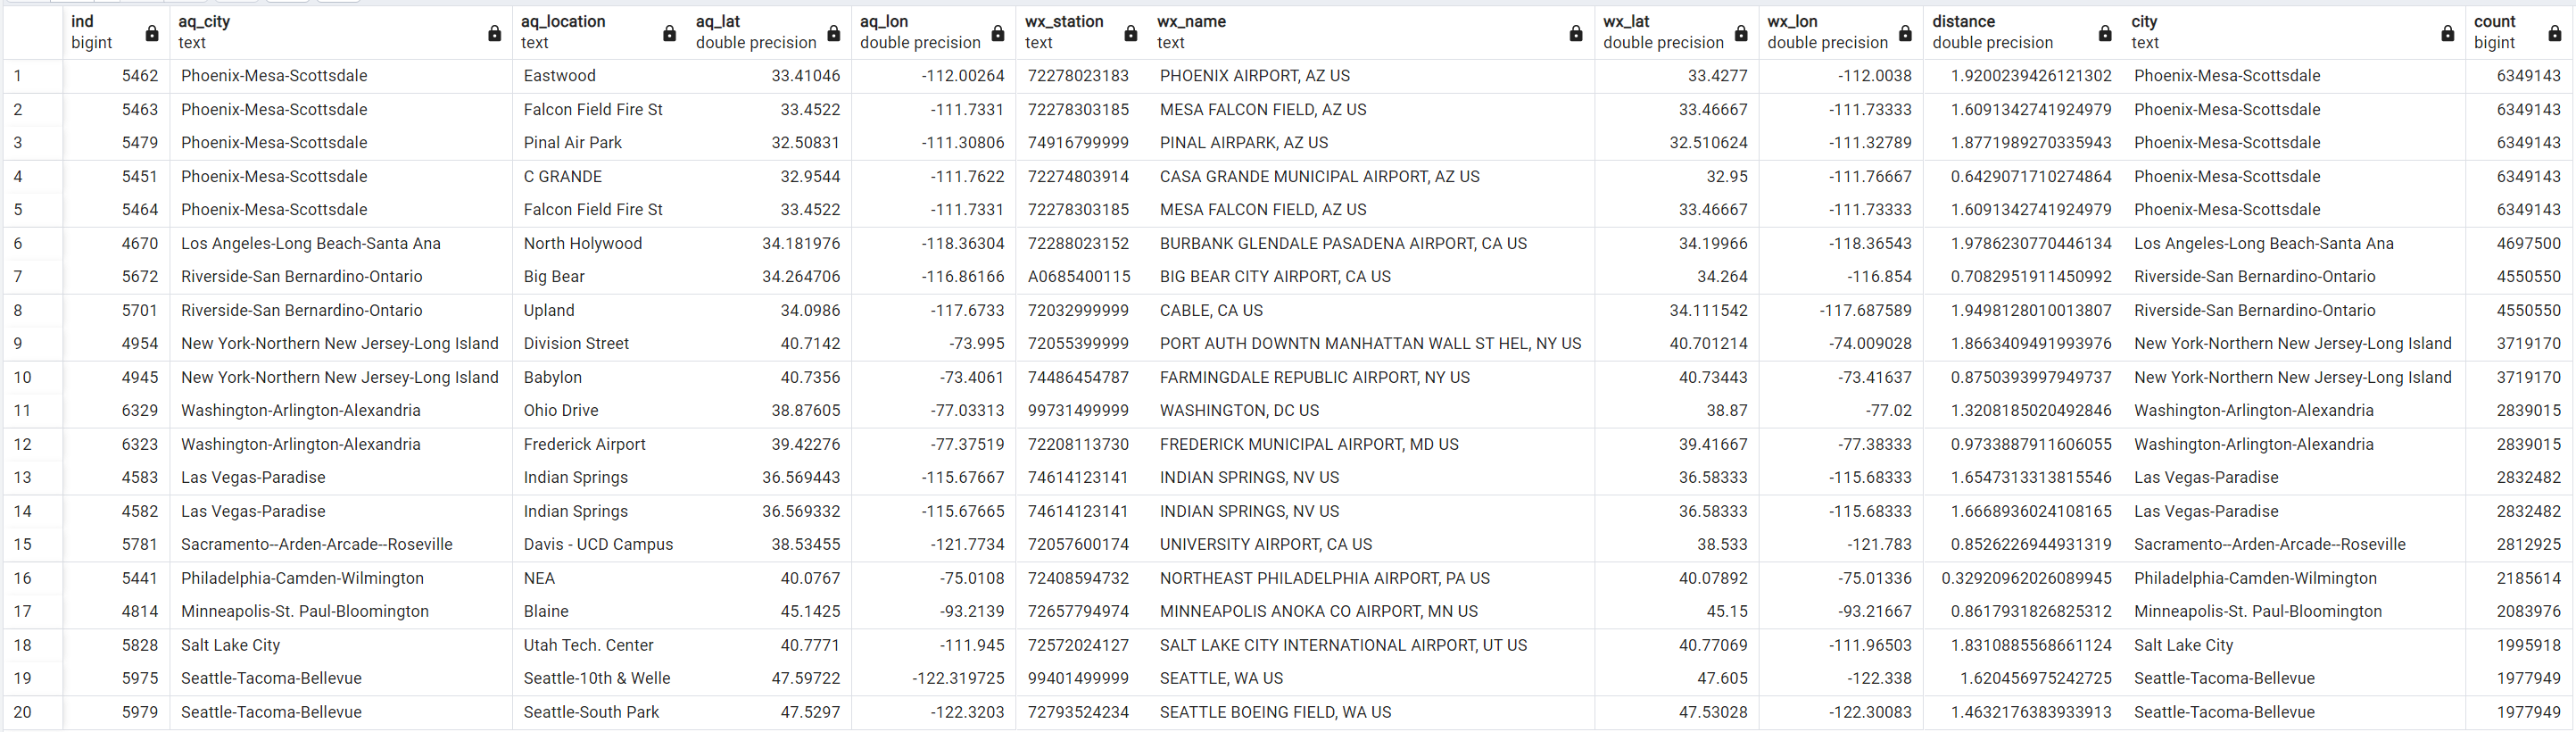 ind aq_city aq_location aq_lat aq_lon wx_station wx_name wx_lat wx_lon distance city count
bigint text text double precision double precision text text double precision double precision double precision text bigint
1 5462 Phoenix-Mesa-Scottsdale Eastwood 33.41046 -112.00264 72278023183 PHOENIX AIRPORT, AZ US 33.4277 -112.0038 1.9200239426121302 Phoenix-Mesa-Scottsdale 6349143
2 5463 Phoenix-Mesa-Scottsdale Falcon Field Fire St 33.4522 -111.7331 72278303185 MESA FALCON FIELD, AZ US 33.46667 -111.73333 1.6091342741924979 Phoenix-Mesa-Scottsdale 6349143
3 5479 Phoenix-Mesa-Scottsdale Pinal Air Park 32.50831 -111.30806 74916799999 PINAL AIRPARK, AZ US 32.510624 -111.32789 1.8771989270335943 Phoenix-Mesa-Scottsdale 6349143
4 5451 Phoenix-Mesa-Scottsdale C GRANDE 32.9544 -111.7622 72274803914 CASA GRANDE MUNICIPAL AIRPORT, AZ US 32.95 -111.76667 0.6429071710274864 Phoenix-Mesa-Scottsdale 6349143
5 5464 Phoenix-Mesa-Scottsdale Falcon Field Fire St 33.4522 -111.7331 72278303185 MESA FALCON FIELD, AZ US 33.46667 -111.73333 1.6091342741924979 Phoenix-Mesa-Scottsdale 6349143
6 4670 Los Angeles-Long Beach-Santa Ana North Holywood 34.181976 -118.36304 72288023152 BURBANK GLENDALE PASADENA AIRPORT, CA US 34.19966 -118.36543 1.9786230770446134 Los Angeles-Long Beach-Santa Ana 4697500
7 5672 Riverside-San Bernardino-Ontario Big Bear 34.264706 -116.86166 A0685400115 BIG BEAR CITY AIRPORT, CA US 34.264 -116.854 0.7082951911450992 Riverside-San Bernardino-Ontario 4550550
8 5701 Riverside-San Bernardino-Ontario Upland 34.0986 -117.6733 72032999999 CABLE, CA US 34.111542 -117.687589 1.9498128010013807 Riverside-San Bernardino-Ontario 4550550
9 4954 New York-Northern New Jersey-Long Island Division Street 40.7142 -73.995 72055399999 PORT AUTH DOWNTN MANHATTAN WALL ST HEL, NY US 40.701214 -74.009028 1.8663409491993976 New York-Northern New Jersey-Long Island 3719170
10 4945 New York-Northern New Jersey-Long Island Babylon 40.7356 -73.4061 74486454787 FARMINGDALE REPUBLIC AIRPORT, NY US 40.73443 -73.41637 0.8750393997949737 New York-Northern New Jersey-Long Island 3719170
11 6329 Washington-Arlington-Alexandria Ohio Drive 38.87605 -77.03313 99731499999 WASHINGTON, DC US 38.87 -77.02 1.3208185020492846 Washington-Arlington-Alexandria 2839015
12 6323 Washington-Arlington-Alexandria Frederick Airport 39.42276 -77.37519 72208113730 FREDERICK MUNICIPAL AIRPORT, MD US 39.41667 -77.38333 0.9733887911606055 Washington-Arlington-Alexandria 2839015
13 4583 Las Vegas-Paradise Indian Springs 36.569443 -115.67667 74614123141 INDIAN SPRINGS, NV US 36.58333 -115.68333 1.6547313313815546 Las Vegas-Paradise 2832482
14 4582 Las Vegas-Paradise Indian Springs 36.569332 -115.67665 74614123141 INDIAN SPRINGS, NV US 36.58333 -115.68333 1.6668936024108165 Las Vegas-Paradise 2832482
15 5781 Sacramento--Arden-Arcade--Roseville Davis - UCD Campus 38.53455 -121.7734 72057600174 UNIVERSITY AIRPORT, CA US 38.533 -121.783 0.8526226944931319 Sacramento--Arden-Arcade--Roseville 2812925
16 5441 Philadelphia-Camden-Wilmington NEA 40.0767 -75.0108 72408594732 NORTHEAST PHILADELPHIA AIRPORT, PA US 40.07892 -75.01336 0.32920962026089945 Philadelphia-Camden-Wilmington 2185614
17 4814 Minneapolis-St. Paul-Bloomington Blaine 45.1425 -93.2139 72657794974 MINNEAPOLIS ANOKA CO AIRPORT, MN US 45.15 -93.21667 0.8617931826825312 Minneapolis-St. Paul-Bloomington 2083976
18 5828 Salt Lake City Utah Tech. Center 40.7771 -111.945 72572024127 SALT LAKE CITY INTERNATIONAL AIRPORT, UT US 40.77069 -111.96503 1.8310885568661124 Salt Lake City 1995918
19 5975 Seattle-Tacoma-Bellevue Seattle-10th & Welle 47.59722 -122.319725 99401499999 SEATTLE, WA US 47.605 -122.338 1.620456975242725 Seattle-Tacoma-Bellevue 1977949
20 5979 Seattle-Tacoma-Bellevue Seattle-South Park 47.5297 -122.3203 72793524234 SEATTLE BOEING FIELD, WA US 47.53028 -122.30083 1.4632176383933913 Seattle-Tacoma-Bellevue 1977949